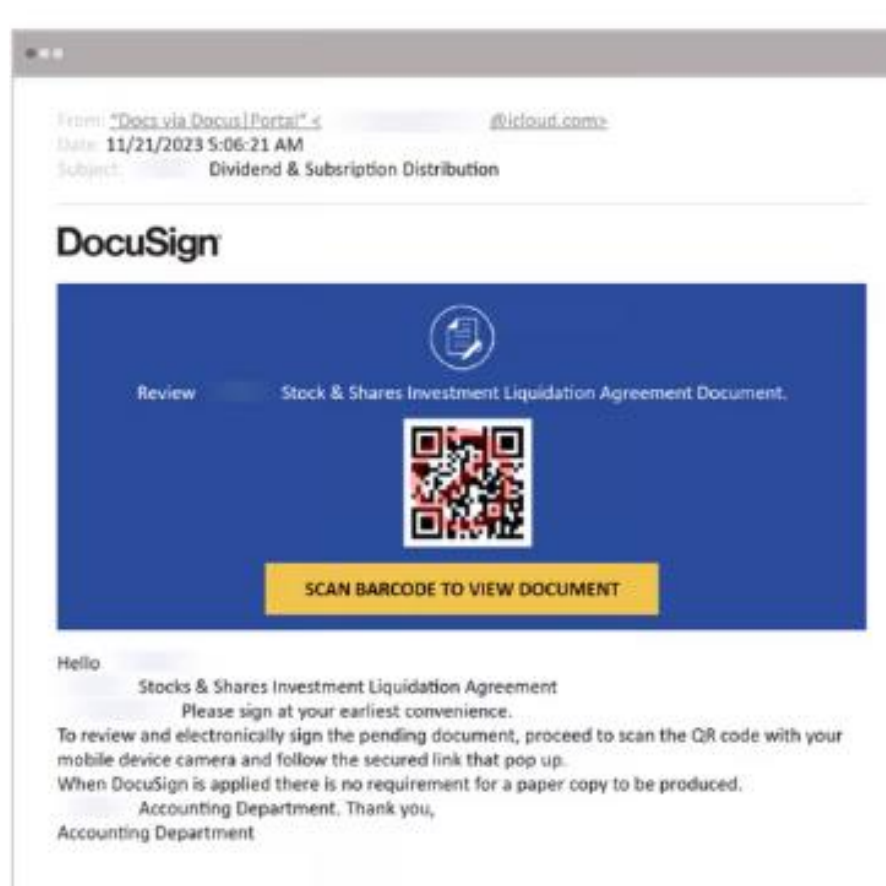 From: "Docs via Docus|Portal" < @icloud.com>
Date: 11/21/2023 5:06:21 AM
Subject: Dividend & Subsription Distribution
DocuSign
Review Stock & Shares Investment Liquidation Agreement Document.
SCAN BARCODE TO VIEW DOCUMENT
Hello
Stocks & Shares Investment Liquidation Agreement
Please sign at your earliest convenience.
To review and electronically sign the pending document, proceed to scan the QR code with your
mobile device camera and follow the secured link that pop up.
When DocuSign is applied there is no requirement for a paper copy to be produced.
Accounting Department. Thank you,
Accounting Department